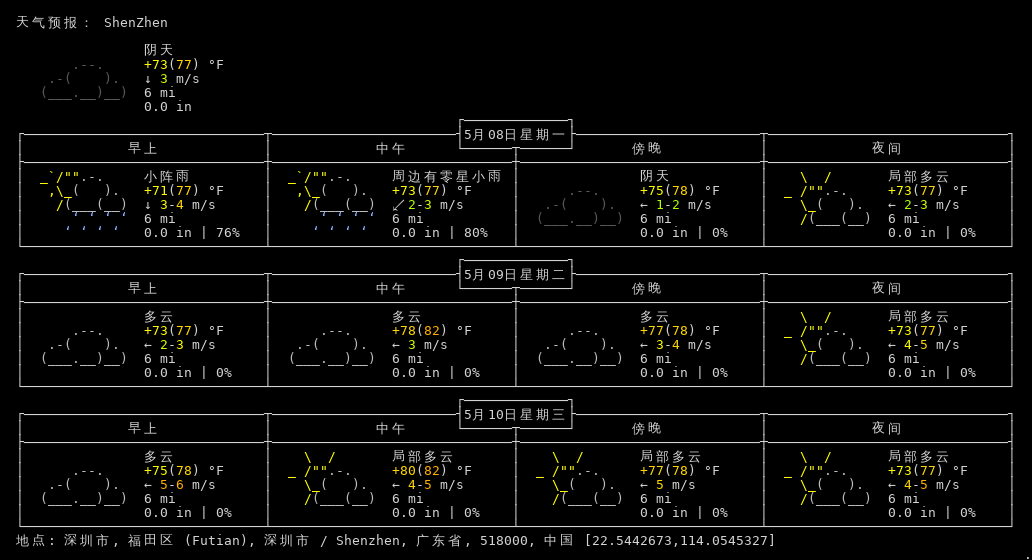 天气预报: ShenZhen
阴天
+73(77) °F
↓ 3 m/s
6 mi
0.0 in
5月08日星期一
早上 中午 傍晚 夜间
小阵雨 周边有零星小雨 阴天 局部多云
+71(77) °F +73(77) °F +75(78) °F +73(77) °F
↓ 3-4 m/s ↙ 2-3 m/s ← 1-2 m/s ← 2-3 m/s
6 mi 6 mi 6 mi 6 mi
0.0 in | 76% 0.0 in | 80% 0.0 in | 0% 0.0 in | 0%
5月09日星期二
早上 中午 傍晚 夜间
多云 多云 多云 局部多云
+73(77) °F +78(82) °F +77(78) °F +73(77) °F
← 2-3 m/s ← 3 m/s ← 3-4 m/s ← 4-5 m/s
6 mi 6 mi 6 mi 6 mi
0.0 in | 0% 0.0 in | 0% 0.0 in | 0% 0.0 in | 0%
5月10日星期三
早上 中午 傍晚 夜间
多云 局部多云 局部多云 局部多云
+75(78) °F +80(82) °F +77(78) °F +73(77) °F
← 5-6 m/s ← 4-5 m/s ← 5 m/s ← 4-5 m/s
6 mi 6 mi 6 mi 6 mi
0.0 in | 0% 0.0 in | 0% 0.0 in | 0% 0.0 in | 0%
地点: 深圳市, 福田区 (Futian), 深圳市 / Shenzhen, 广东省, 518000, 中国 [22.5442673,114.0545327]